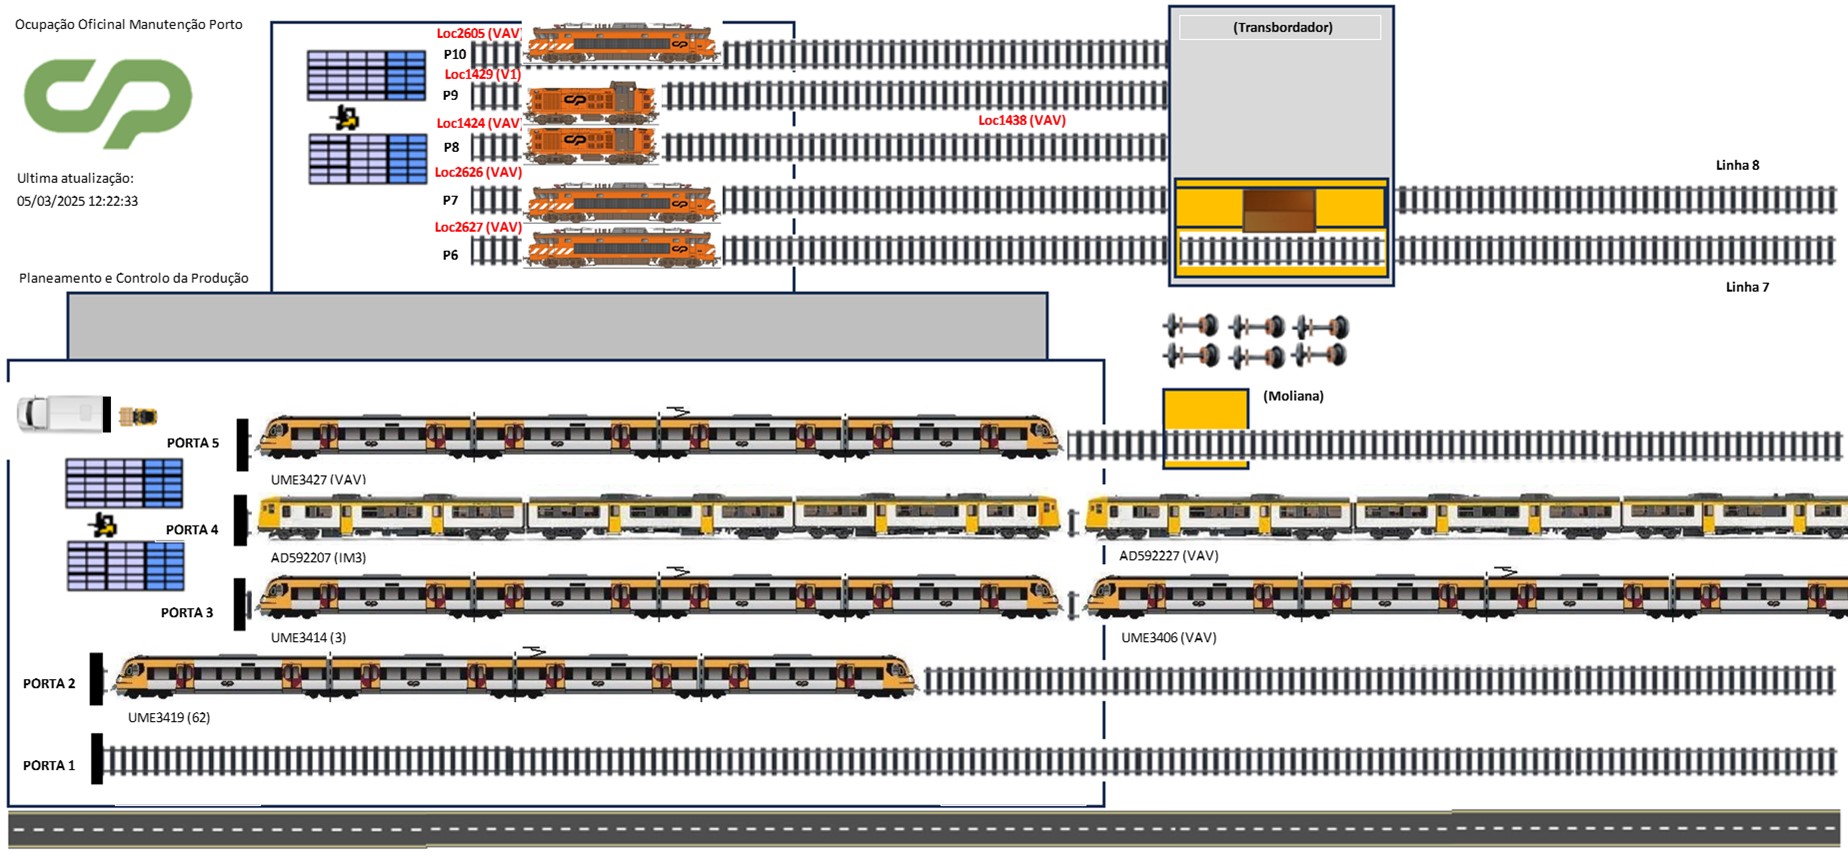 Ocupação Oficinal Manutenção Porto
CP
Ultima atualização:
05/03/2025 12:22:33
Planeamento e Controlo da Produção
Loc2605 (VAV)
P10
Loc1429 (V1)
P9
Loc1424 (VAV)
P8
Loc1438 (VAV)
Loc2626 (VAV)
P7
Loc2627 (VAV)
P6
(Transbordador)
Linha 8
Linha 7
(Moliana)
PORTA 5
UME3427 (VAV)
PORTA 4
AD592207 (IM3)
AD592227 (VAV)
PORTA 3
UME3414 (3)
UME3406 (VAV)
PORTA 2
UME3419 (62)
PORTA 1